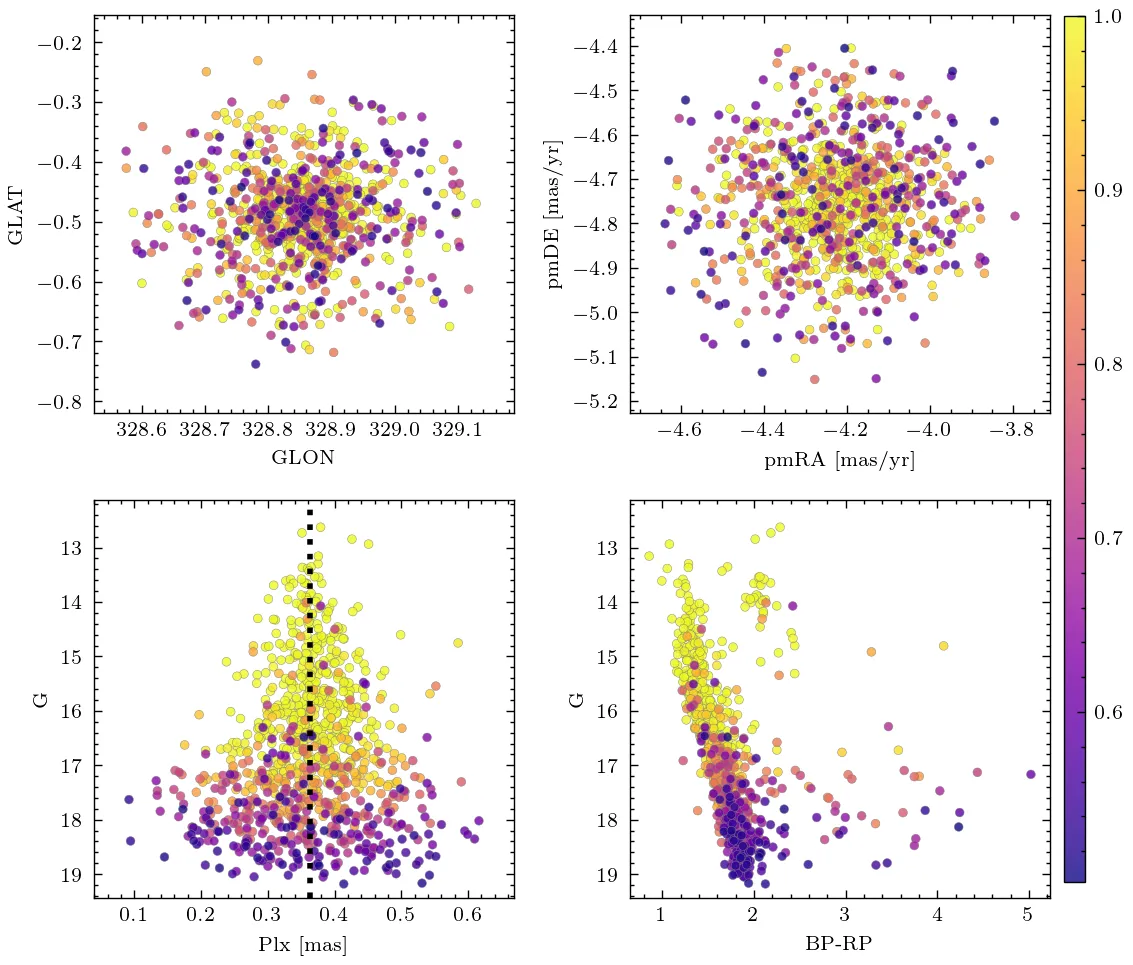 −0.2
−0.3
−0.4
−0.5
−0.6
−0.7
−0.8
GLAT
328.6 328.7 328.8 328.9 329.0 329.1
GLON
−4.4
−4.5
−4.6
−4.7
−4.8
−4.9
−5.0
−5.1
−5.2
pmDE [mas/yr]
−4.6 −4.4 −4.2 −4.0 −3.8
pmRA [mas/yr]
1.0
0.9
0.8
0.7
0.6
13
14
15
16
17
18
19
G
0.1 0.2 0.3 0.4 0.5 0.6
Plx [mas]
13
14
15
16
17
18
19
G
1 2 3 4 5
BP-RP